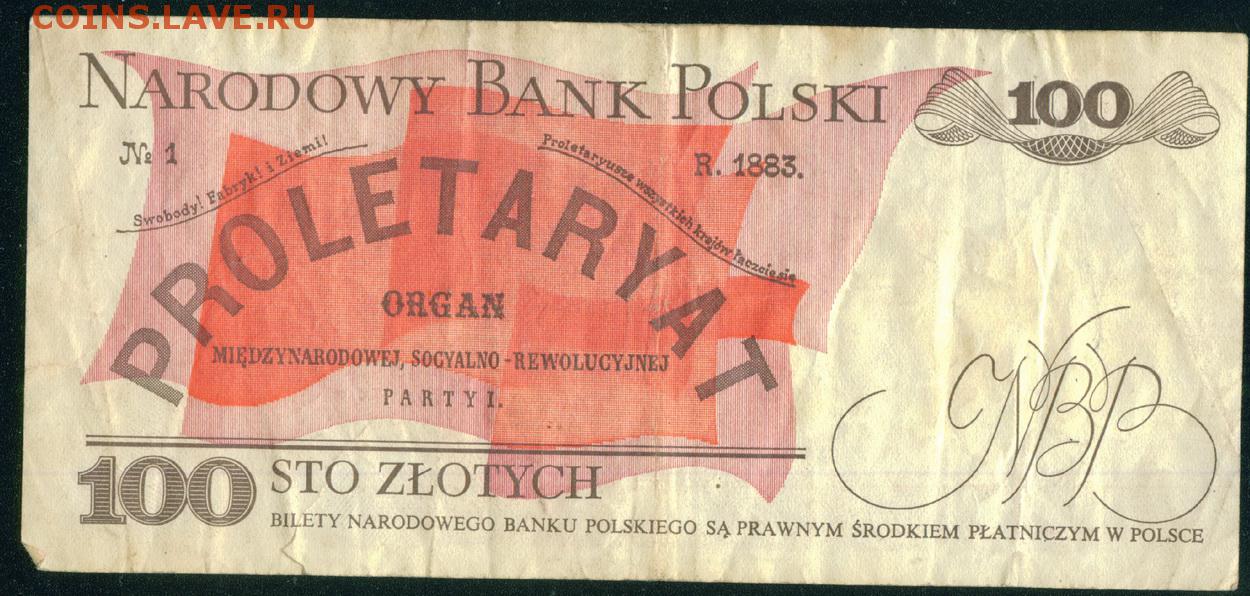 COINS.LAVE.RU
NARODOWY BANK POLSKI
100
№ 1
R. 1883.
Swobody! Fabryk! i Ziemi!
Proletaryusze wszystkich krajów łączcie się
PROLETARYAT
ORGAN
MIĘDZYNARODOWEJ, SOCYALNO-REWOLUCYJNEJ
PARTYI.
NBP
100 STO ZŁOTYCH
BILETY NARODOWEGO BANKU POLSKIEGO SĄ PRAWNYM ŚRODKIEM PŁATNICZYM W POLSCE